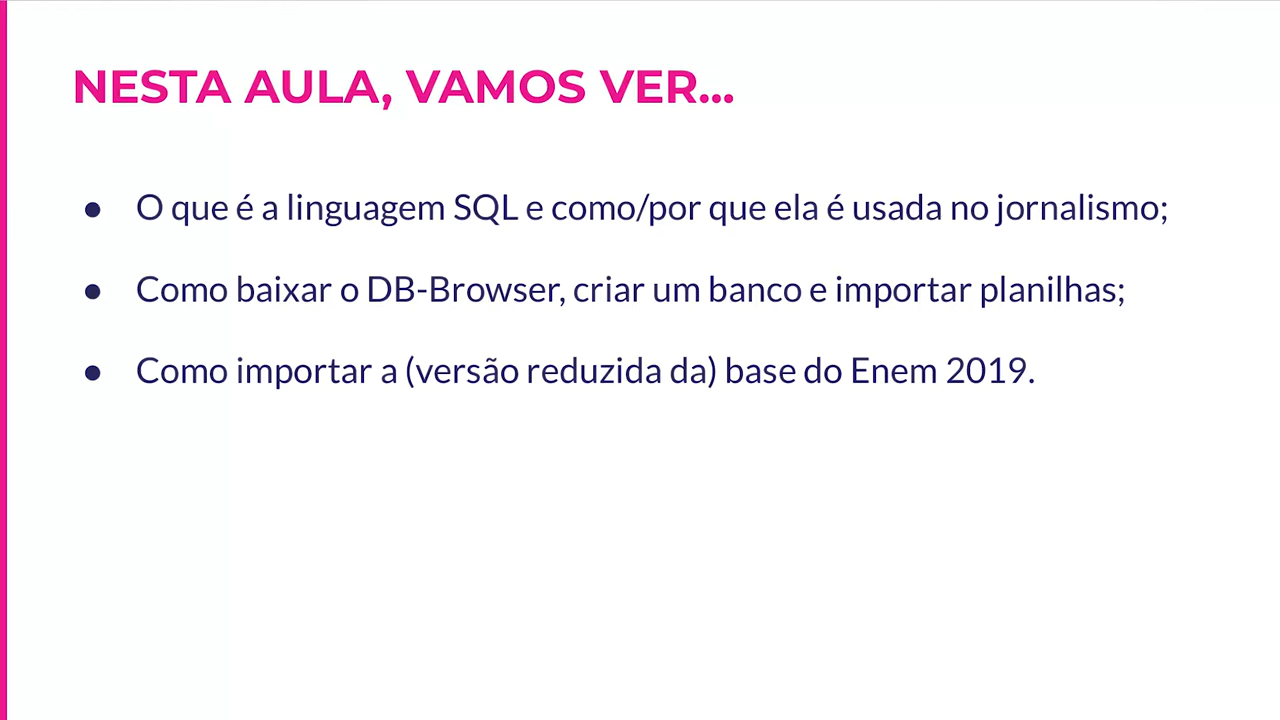 NESTA AULA, VAMOS VER...
● O que é a linguagem SQL e como/por que ela é usada no jornalismo;
● Como baixar o DB-Browser, criar um banco e importar planilhas;
● Como importar a (versão reduzida da) base do Enem 2019.